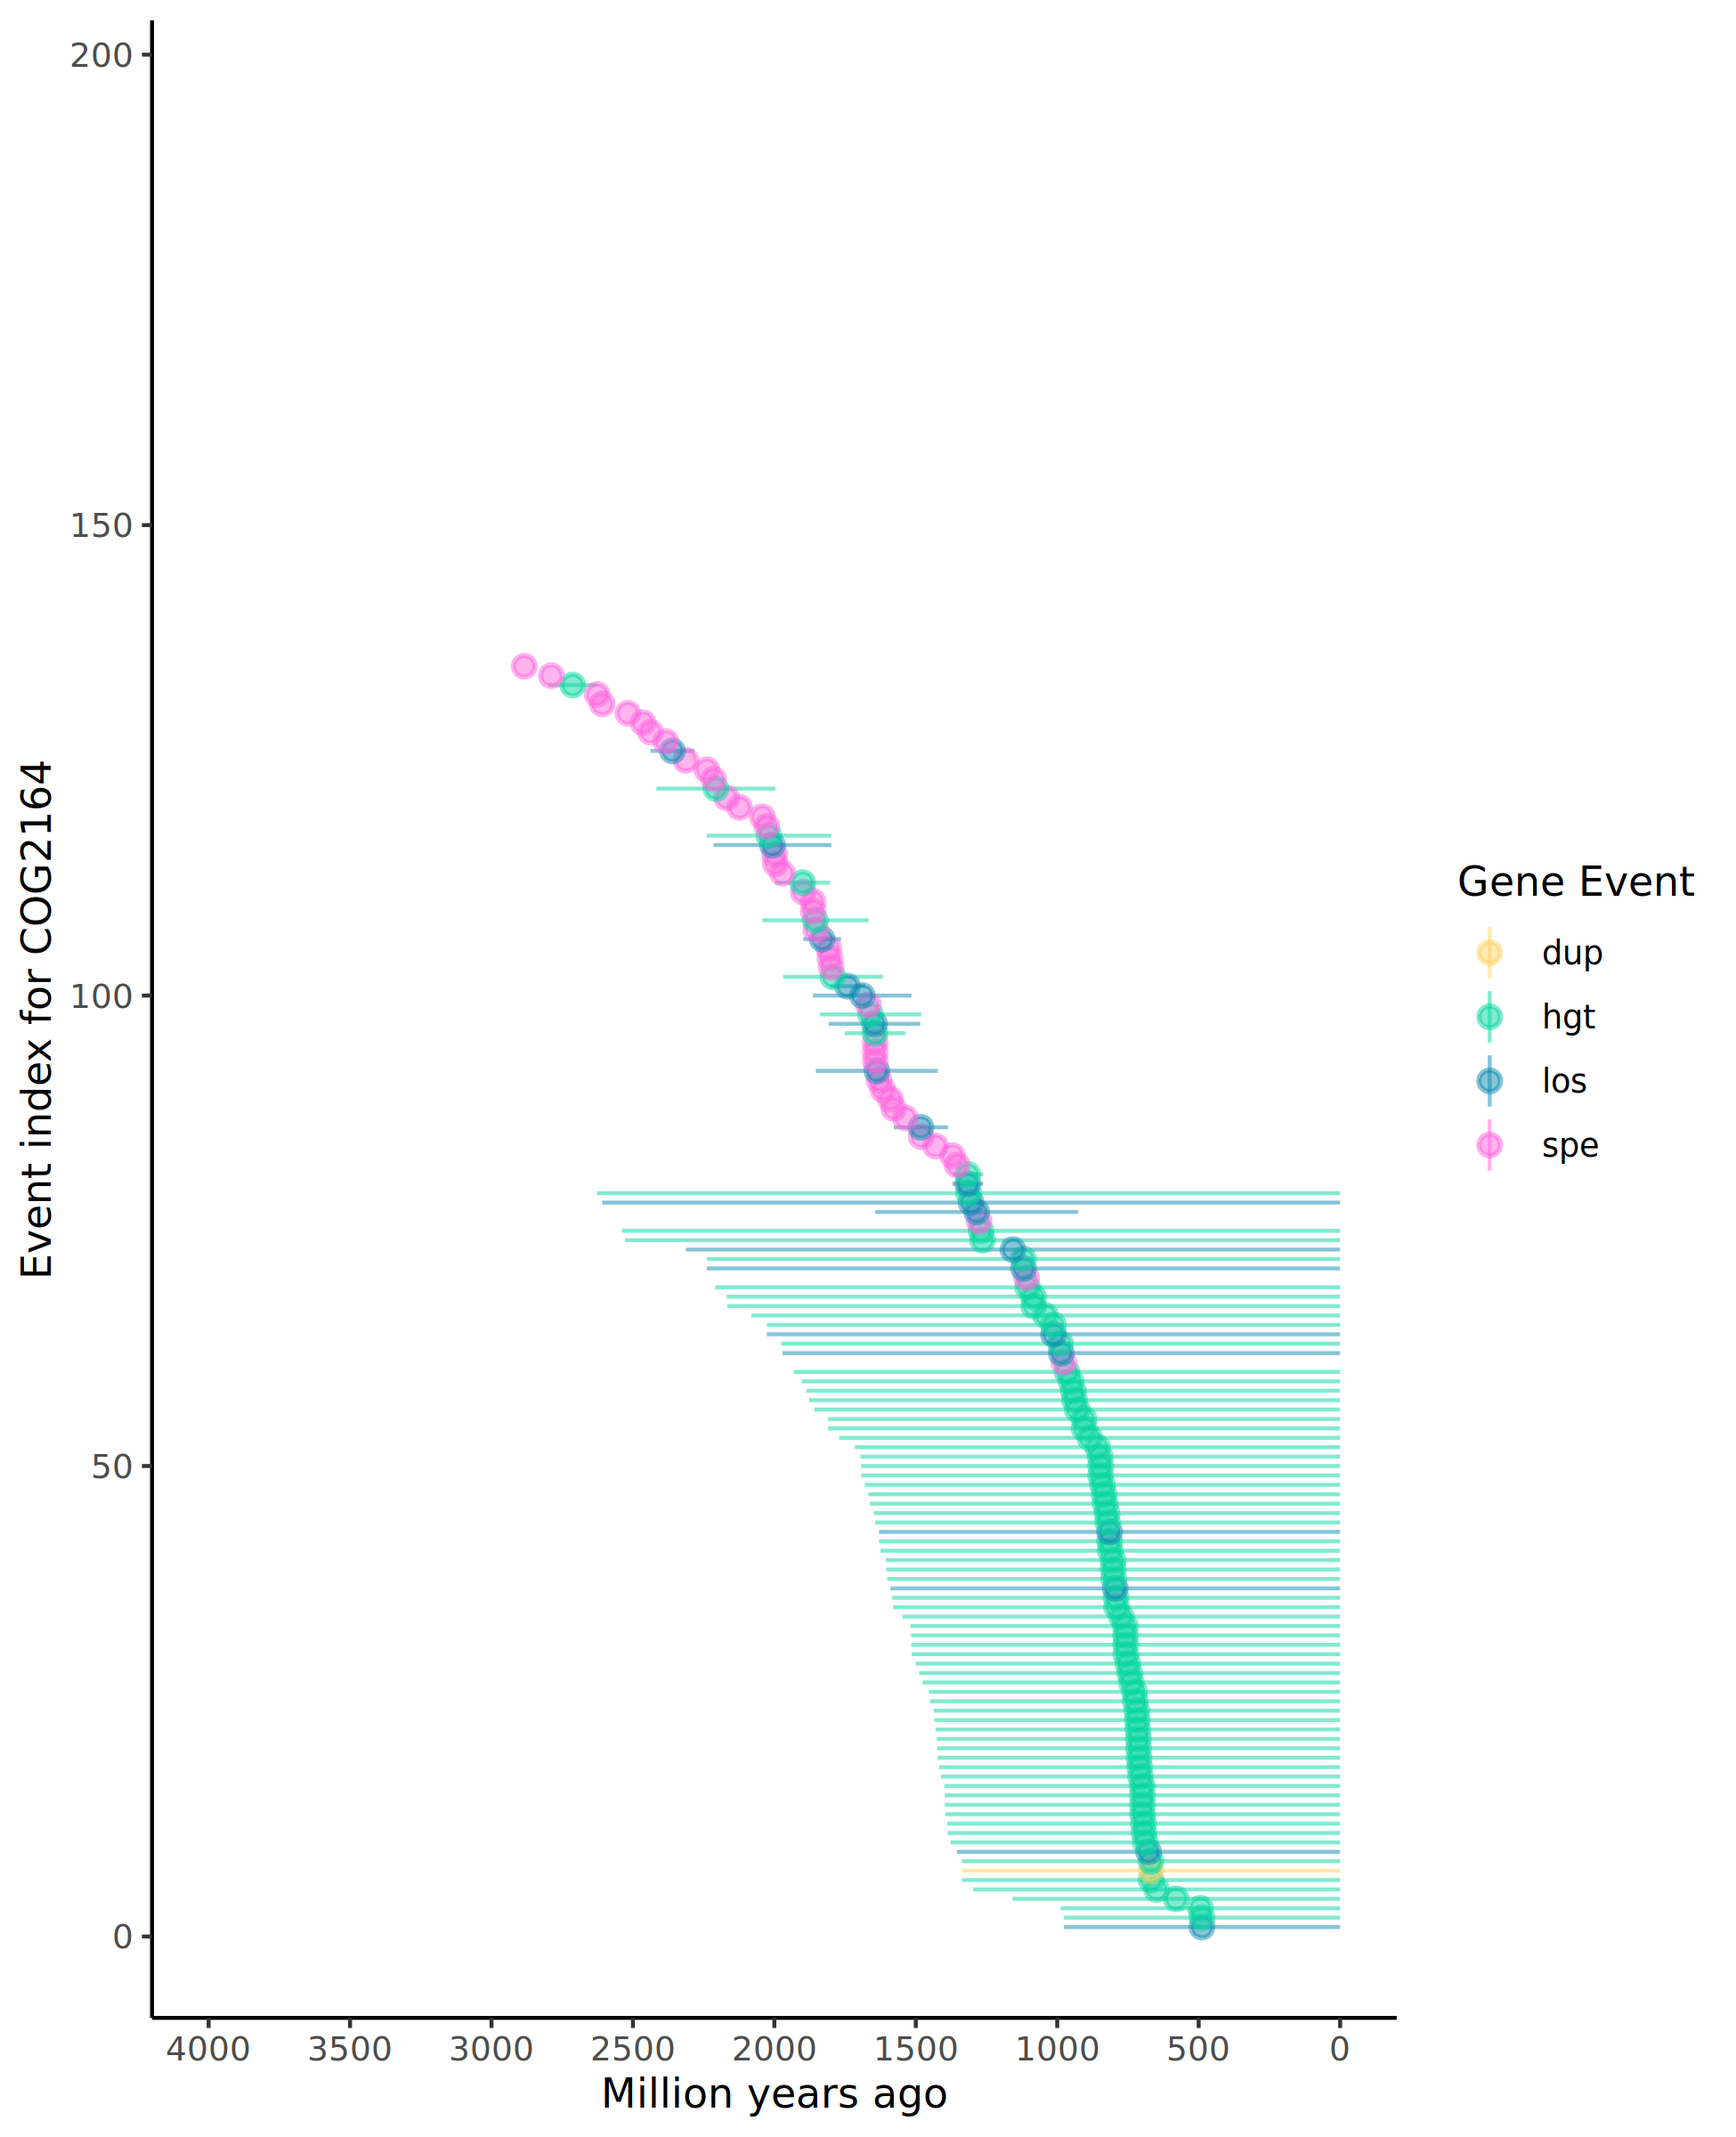 200
150
100
50
0
Event index for COG2164
4000 3500 3000 2500 2000 1500 1000 500 0
Million years ago
Gene Event
dup
hgt
los
spe